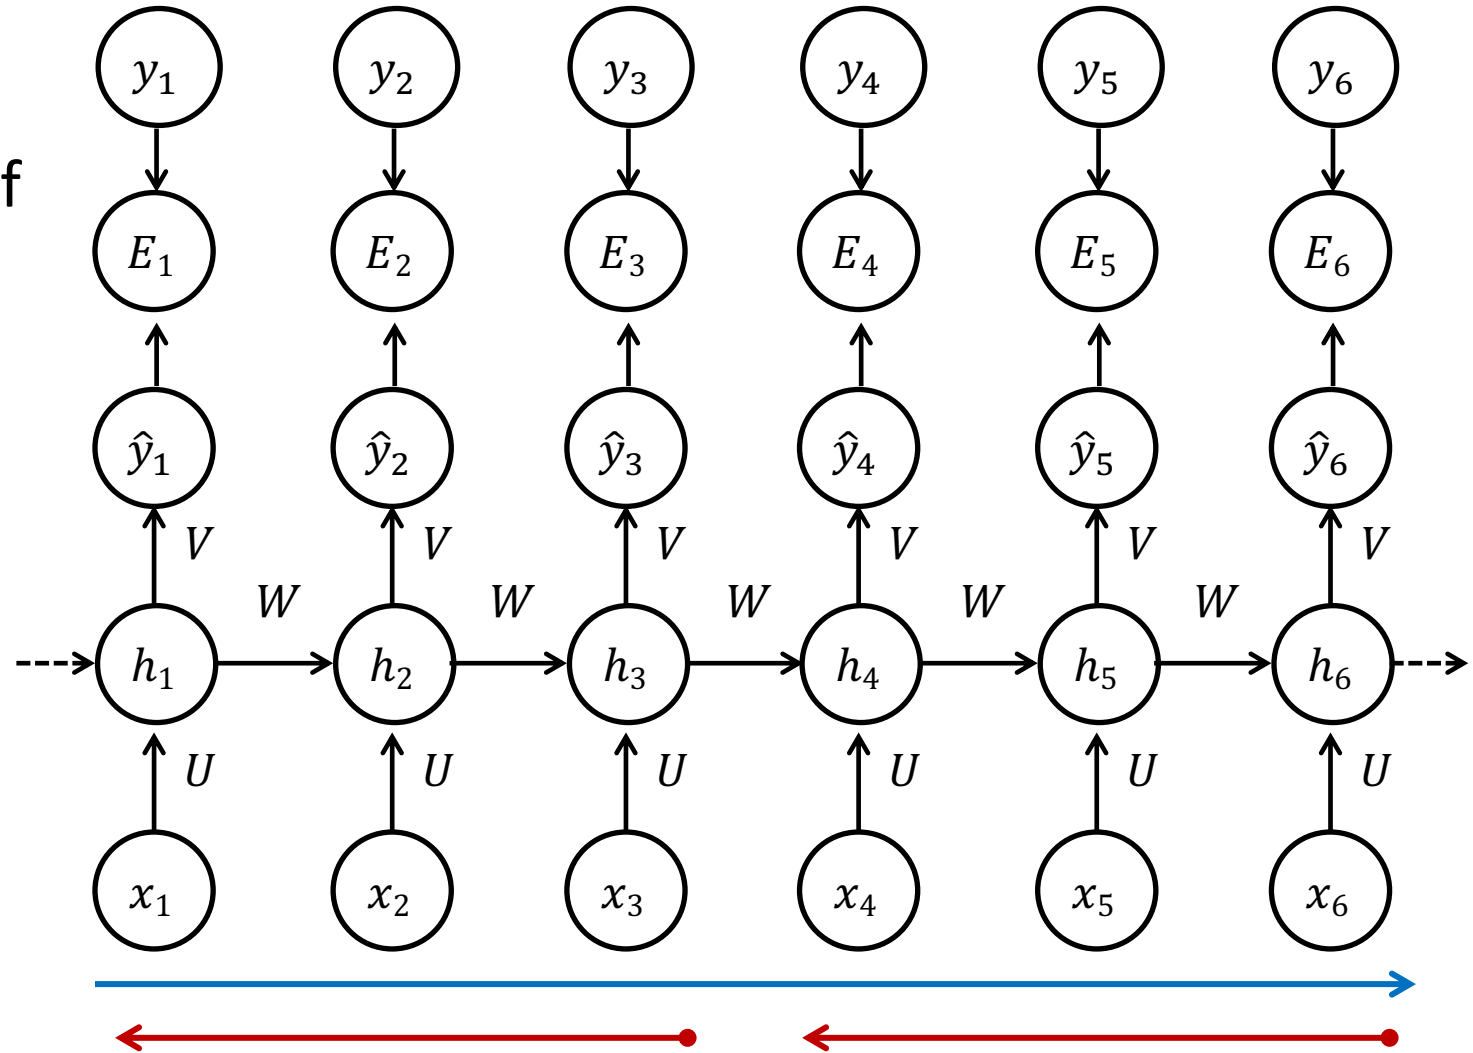 y₁ y₂ y₃ y₄ y₅ y₆
f
E₁ E₂ E₃ E₄ E₅ E₆
ŷ₁ ŷ₂ ŷ₃ ŷ₄ ŷ₅ ŷ₆
V V V V V V
W W W W W
h₁ h₂ h₃ h₄ h₅ h₆
U U U U U U
x₁ x₂ x₃ x₄ x₅ x₆